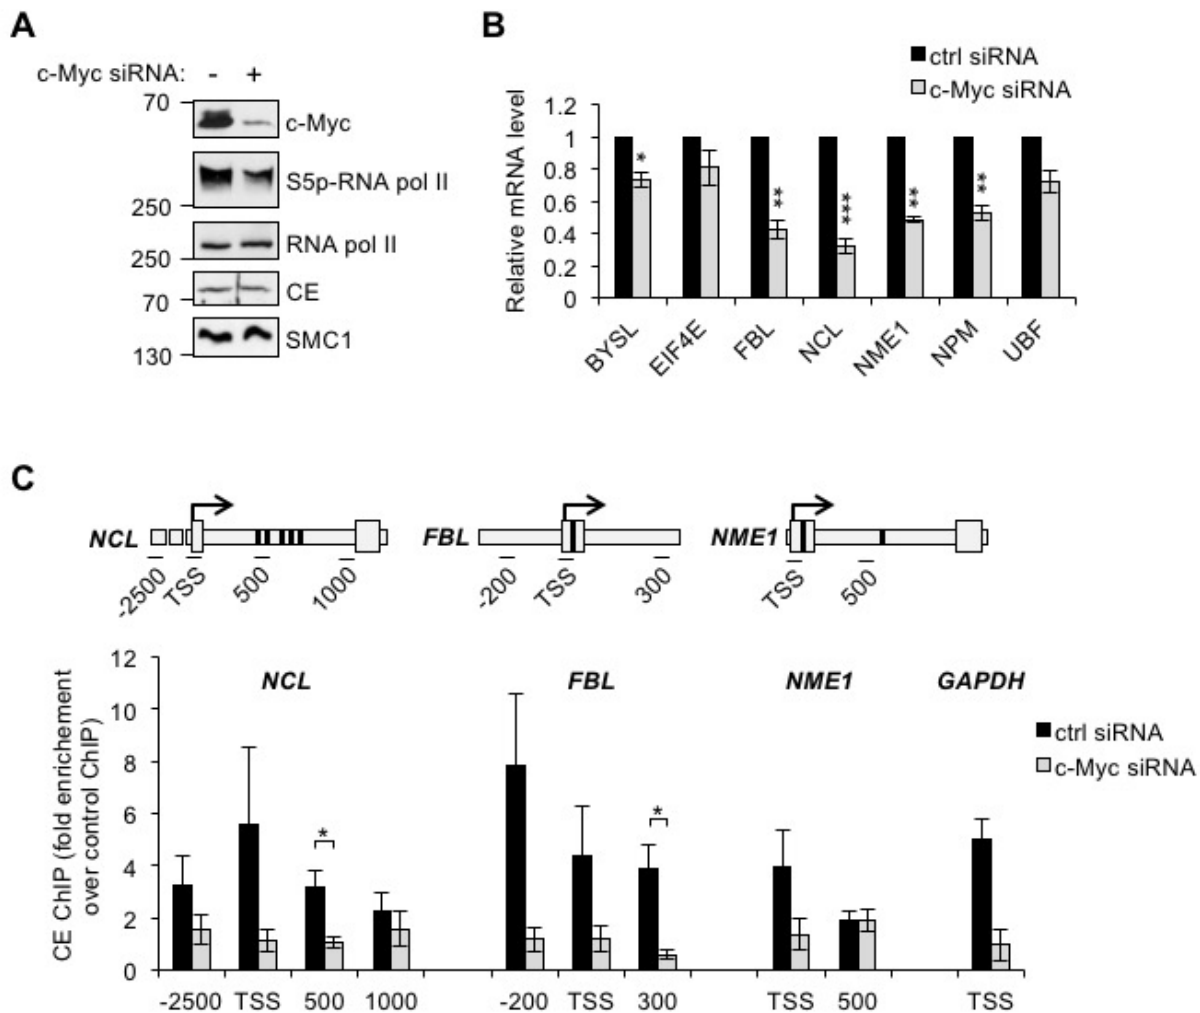 A
c-Myc siRNA: - +
70
c-Myc
S5p-RNA pol II
250
RNA pol II
250
CE
70
SMC1
130
B
ctrl siRNA
c-Myc siRNA
Relative mRNA level
1.2
1
0.8
0.6
0.4
0.2
0
* ** *** ** **
BYSL EIF4E FBL NCL NME1 NPM UBF
C
NCL FBL NME1
-2500 TSS 500 1000 -200 TSS 300 TSS 500
CE ChIP (fold enrichement
over control ChIP)
12
10
8
6
4
2
0
NCL FBL NME1 GAPDH
ctrl siRNA
c-Myc siRNA
* *
-2500 TSS 500 1000 -200 TSS 300 TSS 500 TSS